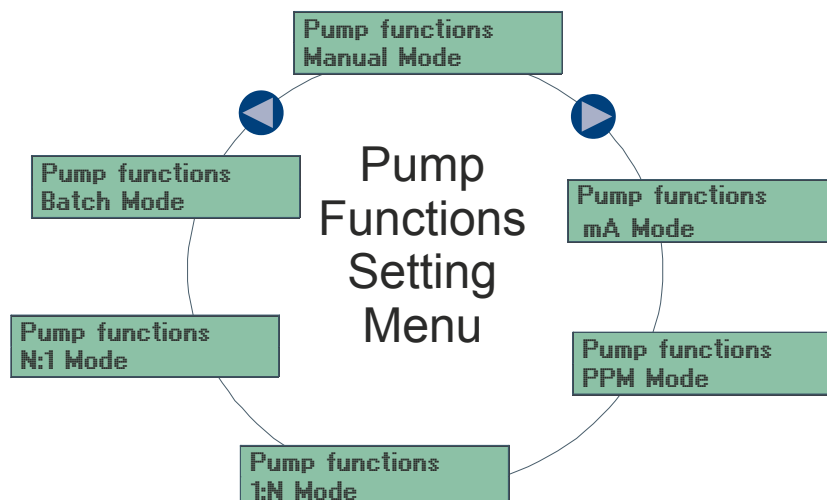 Pump functions
Manual Mode
Pump functions
Batch Mode
Pump
Functions
Setting
Menu
Pump functions
mA Mode
Pump functions
N:1 Mode
Pump functions
PPM Mode
Pump functions
1:N Mode